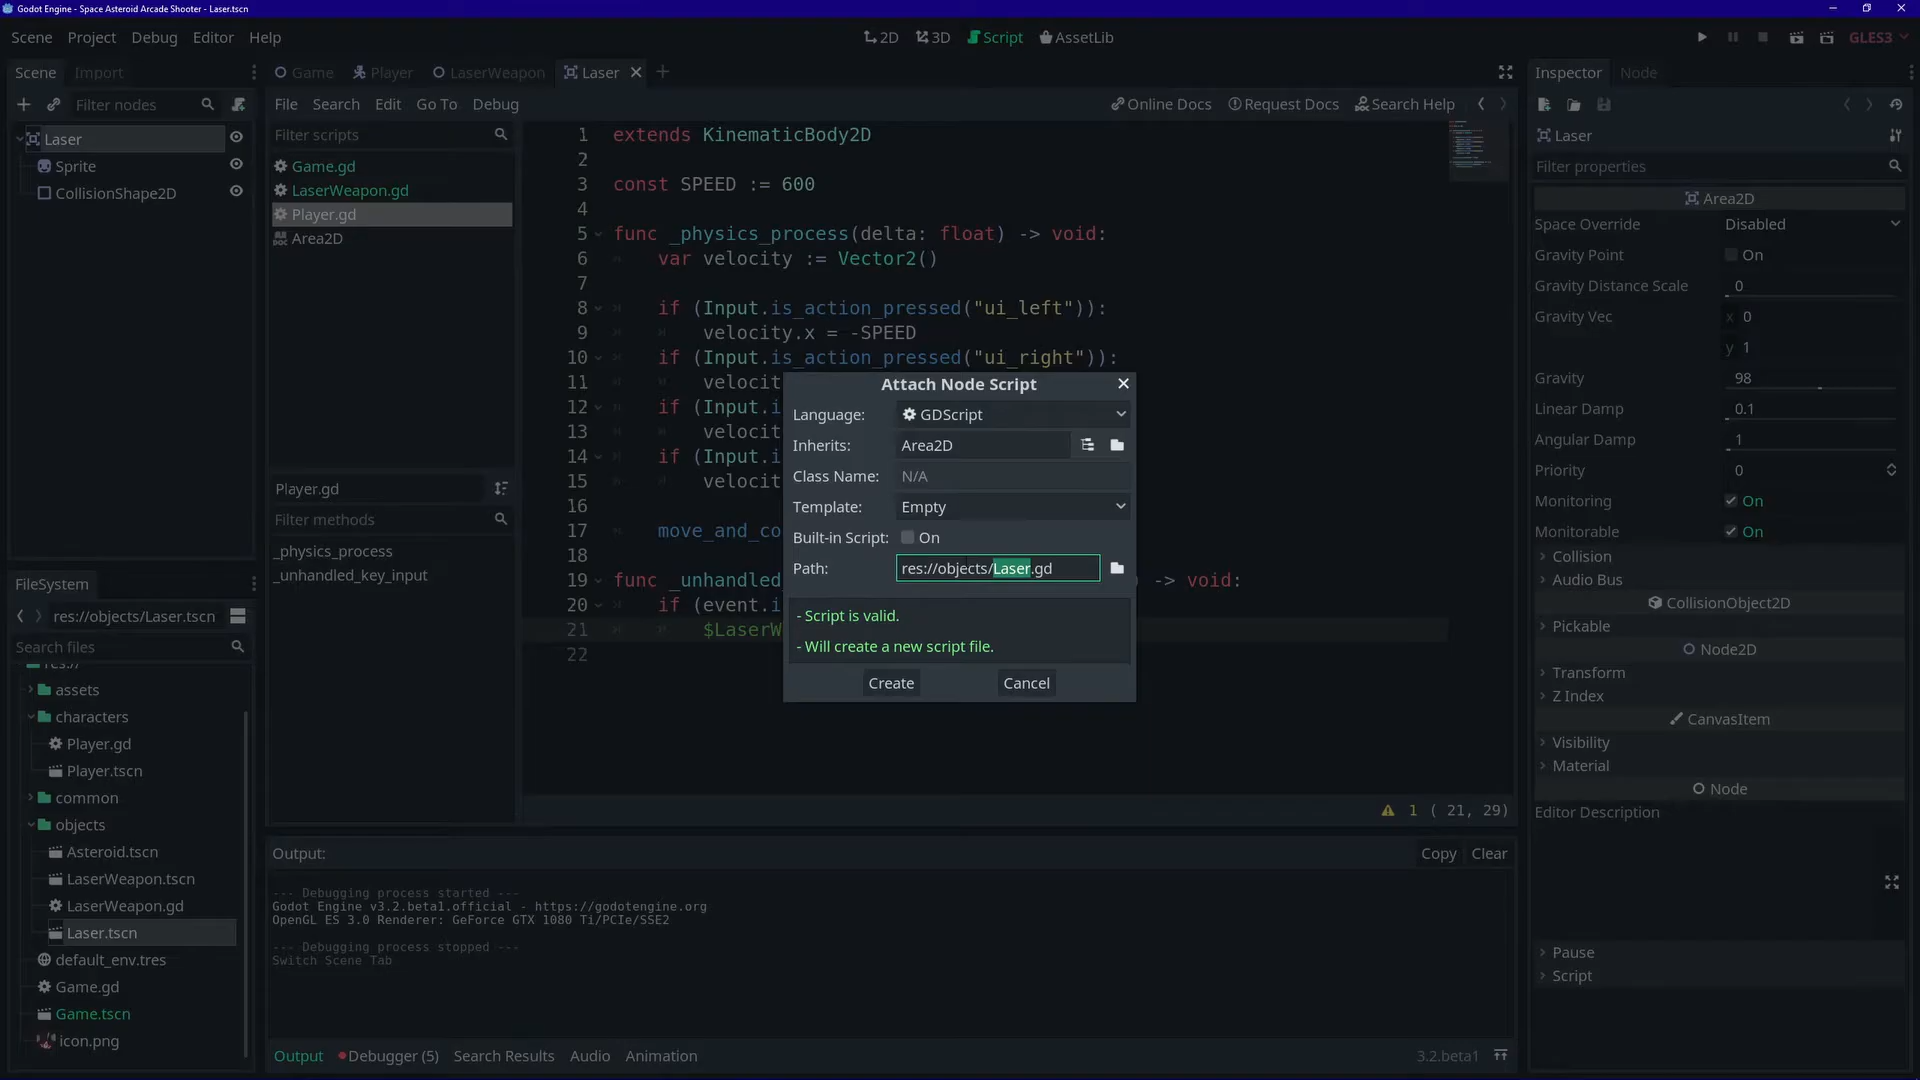 Godot Engine - Space Asteroid Arcade Shooter - Laser.tscn
Scene Project Debug Editor Help
2D 3D Script AssetLib
GLES3
Scene Import
Filter nodes
Laser
Sprite
CollisionShape2D
Game Player LaserWeapon Laser
File Search Edit Go To Debug
Online Docs Request Docs Search Help
Filter scripts
Game.gd
LaserWeapon.gd
Player.gd
Area2D
Player.gd
Filter methods
_physics_process
_unhandled_key_input
1 extends KinematicBody2D
2
3 const SPEED := 600
4
5 func _physics_process(delta: float) -> void:
6 var velocity := Vector2()
7
8 if (Input.is_action_pressed("ui_left")):
9 velocity.x = -SPEED
10 if (Input.is_action_pressed("ui_right")):
11 velocit
12 if (Input.i
13 velocit
14 if (Input.i
15 velocit
16
17 move_and_co
18
19 func _unhandled ) -> void:
20 if (event.i
21 $LaserW
22
1 ( 21, 29)
Attach Node Script
Language: GDScript
Inherits: Area2D
Class Name: N/A
Template: Empty
Built-in Script: On
Path: res://objects/Laser.gd
- Script is valid.
- Will create a new script file.
Create Cancel
FileSystem
res://objects/Laser.tscn
Search files
res://
assets
characters
Player.gd
Player.tscn
common
objects
Asteroid.tscn
LaserWeapon.tscn
LaserWeapon.gd
Laser.tscn
default_env.tres
Game.gd
Game.tscn
icon.png
Output: Copy Clear
--- Debugging process started ---
Godot Engine v3.2.beta1.official - https://godotengine.org
OpenGL ES 3.0 Renderer: GeForce GTX 1080 Ti/PCIe/SSE2
--- Debugging process stopped ---
Switch Scene Tab
Output Debugger (5) Search Results Audio Animation
3.2.beta1
Inspector Node
Laser
Filter properties
Area2D
Space Override Disabled
Gravity Point On
Gravity Distance Scale 0
Gravity Vec x 0
y 1
Gravity 98
Linear Damp 0.1
Angular Damp 1
Priority 0
Monitoring On
Monitorable On
Collision
Audio Bus
CollisionObject2D
Pickable
Node2D
Transform
Z Index
CanvasItem
Visibility
Material
Node
Editor Description
Pause
Script